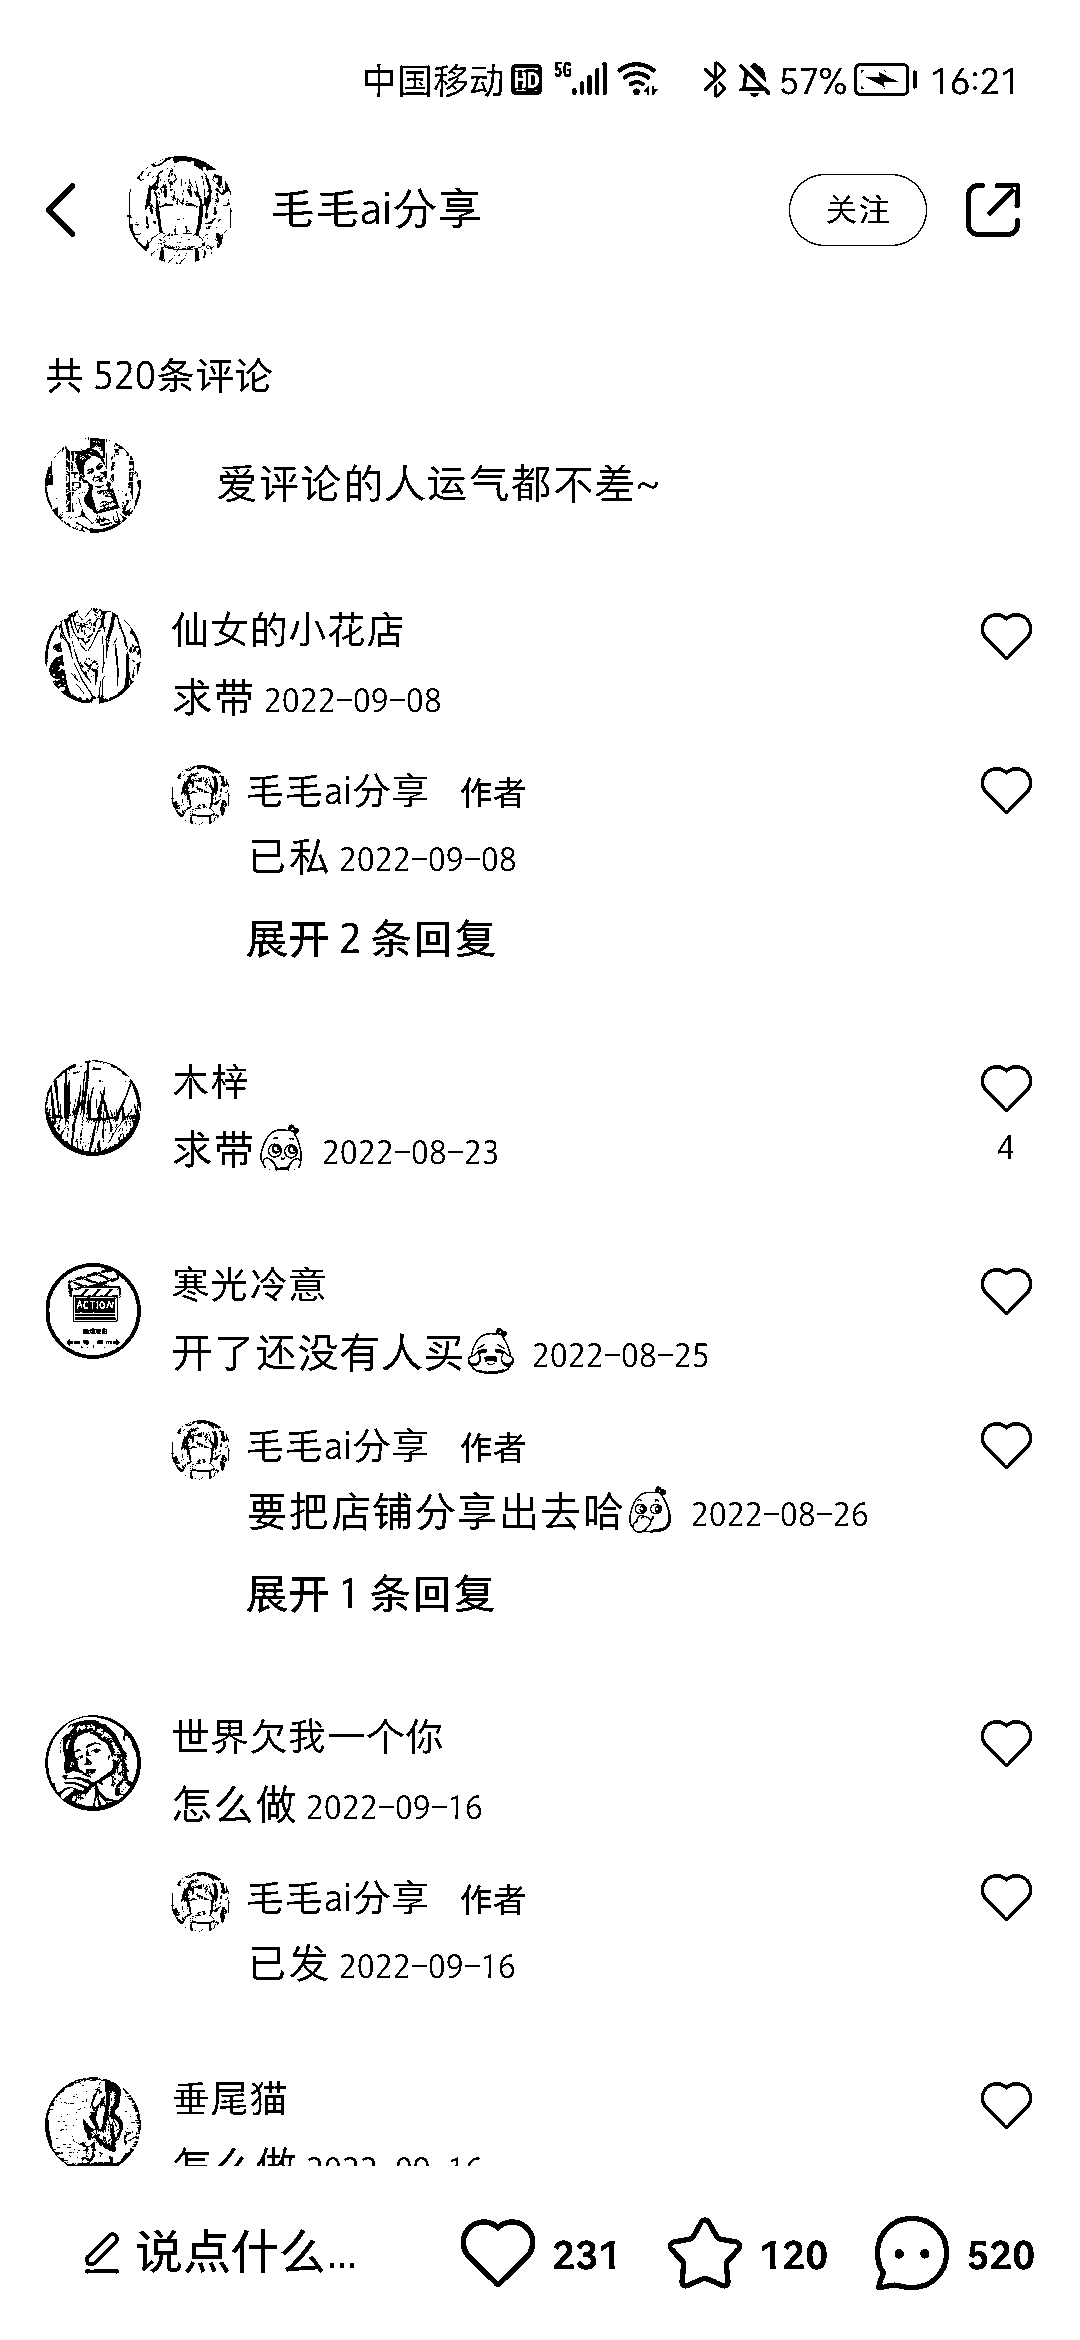 中国移动 HD 5G 57% 16:21
毛毛ai分享 关注
共 520条评论
爱评论的人运气都不差~
仙女的小花店
求带 2022-09-08
毛毛ai分享 作者
已私 2022-09-08
展开 2 条回复
木梓
求带 2022-08-23
4
寒光冷意
ACTION
开了还没有人买 2022-08-25
毛毛ai分享 作者
要把店铺分享出去哈 2022-08-26
展开 1 条回复
世界欠我一个你
怎么做 2022-09-16
毛毛ai分享 作者
已发 2022-09-16
垂尾猫
怎么做 2022-09-16
说点什么... 231 120 520